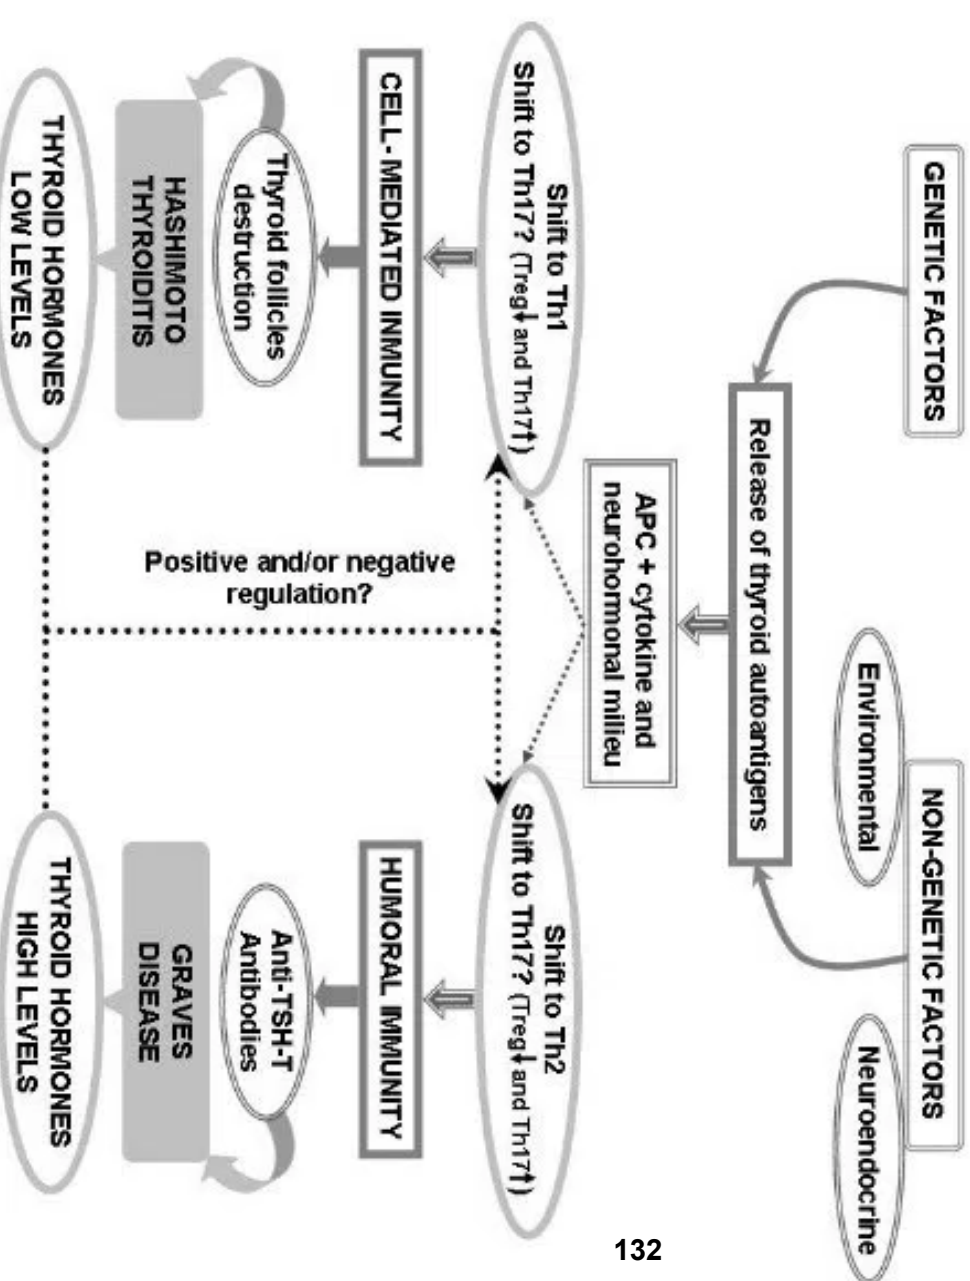 GENETIC FACTORS
NON-GENETIC FACTORS
Environmental
Neuroendocrine
Release of thyroid autoantigens
APC + cytokine and
neurohormonal milieu
Shift to Th1
Shift to Th17? (Treg⬇ and Th17⬆)
Shift to Th2
Shift to Th17? (Treg⬇ and Th17⬆)
CELL-MEDIATED INMUNITY
HUMORAL IMMUNITY
Thyroid follicles
destruction
Anti-TSH-T
Antibodies
HASHIMOTO
THYROIDITIS
GRAVES
DISEASE
THYROID HORMONES
LOW LEVELS
THYROID HORMONES
HIGH LEVELS
Positive and/or negative
regulation?
132